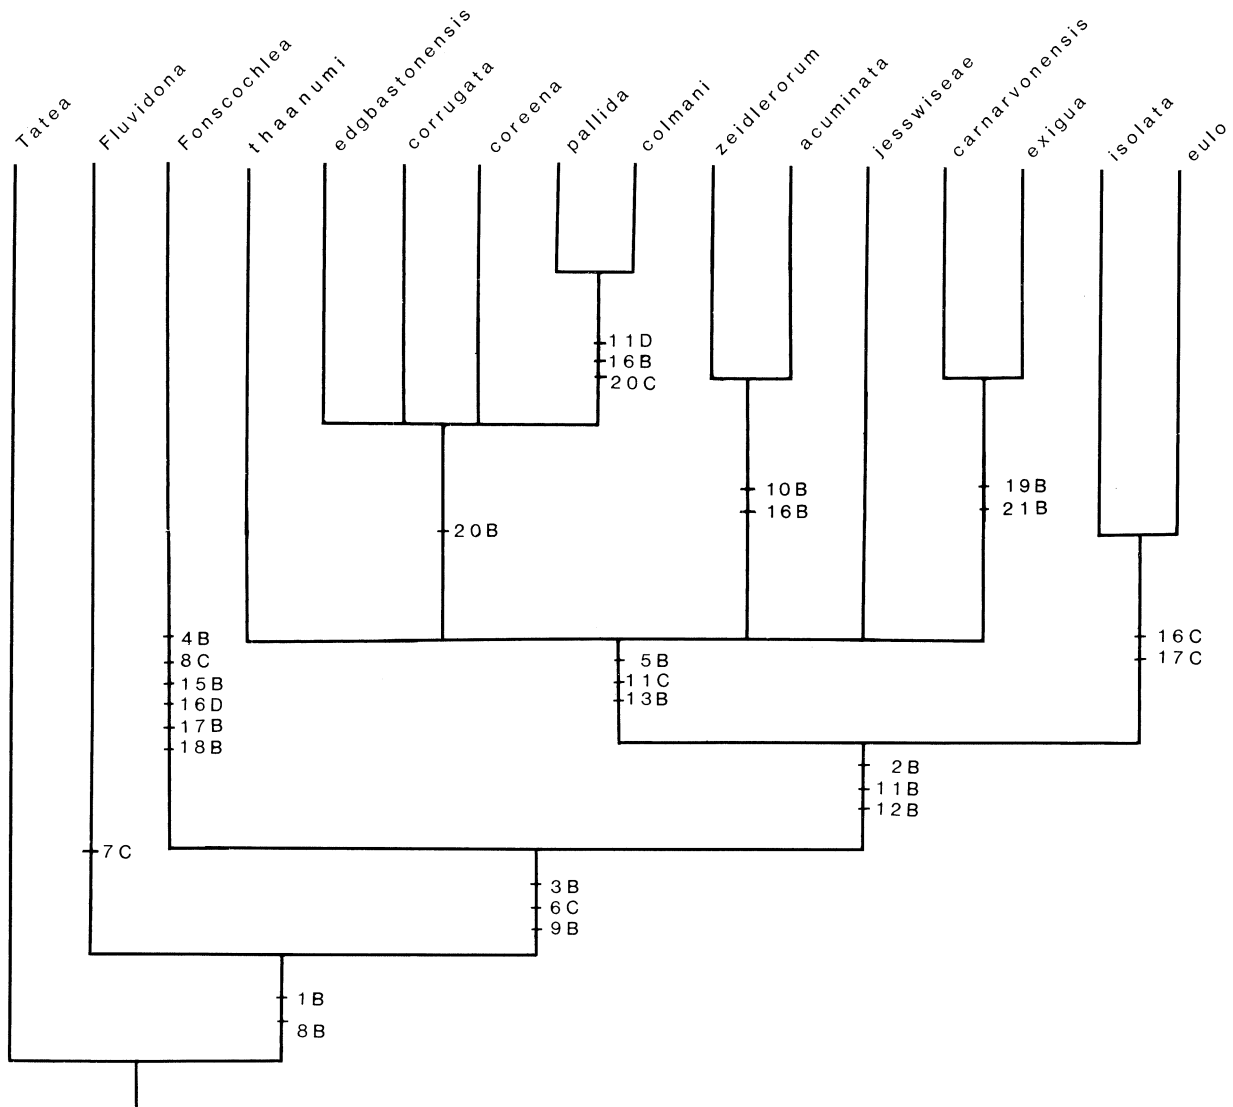 Tatea
Fluvidona
Fonscochlea
thaanumi
edgbastonensis
corrugata
coreena
pallida
colmani
zeidlerorum
acuminata
jesswiseae
carnarvonensis
exigua
isolata
eulo
11D
16B
20C
10B
16B
19B
21B
20B
4B
8C
15B
16D
17B
18B
5B
11C
13B
16C
17C
2B
11B
12B
7C
3B
6C
9B
1B
8B